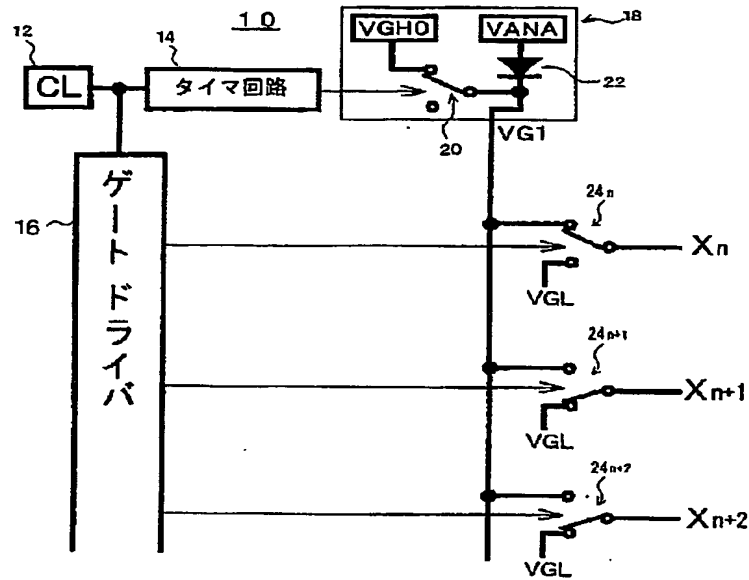 10
12
CL
14
タイマ回路
VGH0
VANA
18
22
20
VG1
16
ゲートドライバ
24n
Xn
VGL
24n+1
Xn+1
VGL
24n+2
Xn+2
VGL